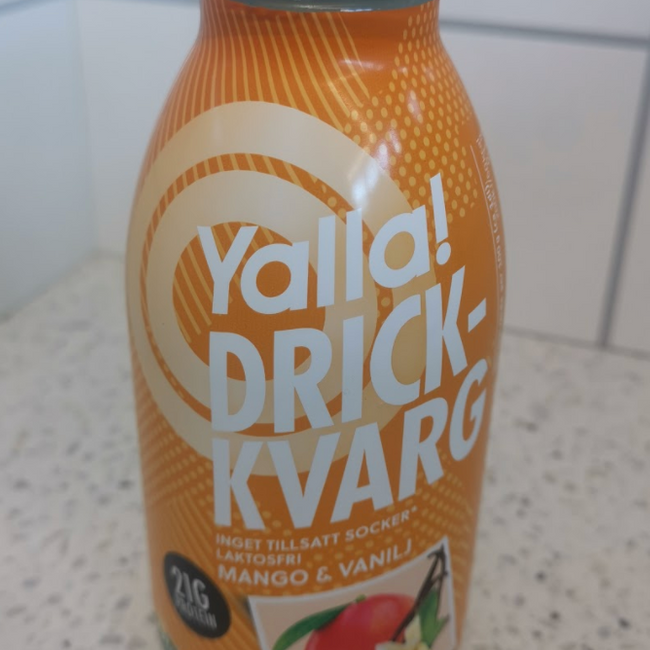 Yalla!
DRICK-
KVARG
INGET TILLSATT SOCKER*
LAKTOSFRI
MANGO & VANILJ
21G
PROTEIN